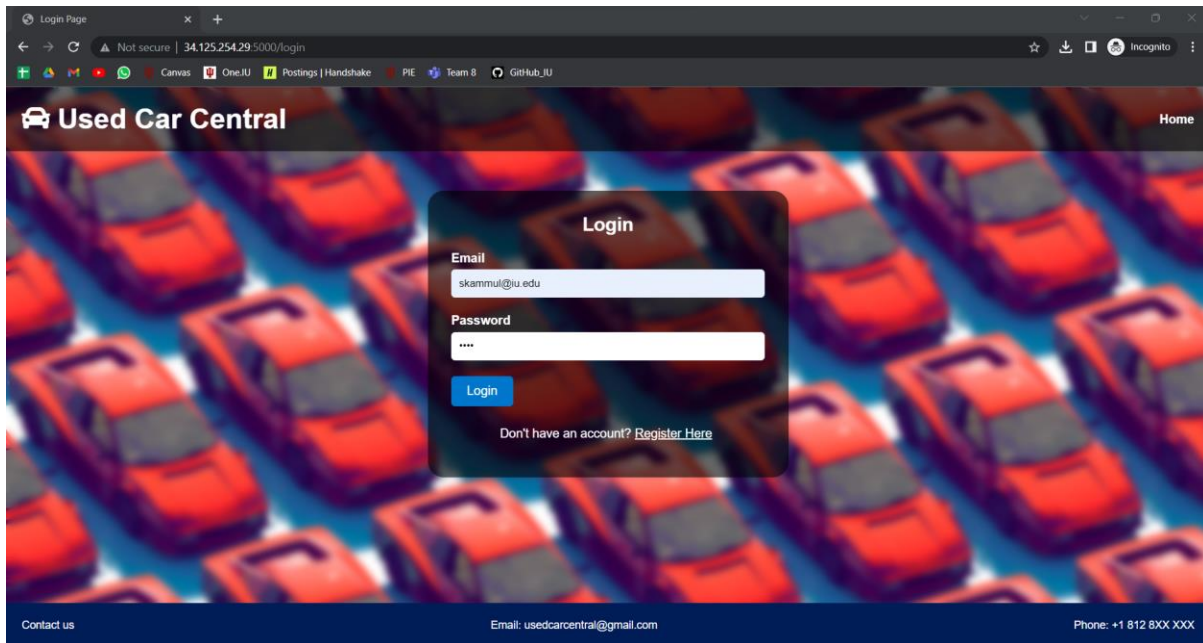 Login Page
Not secure | 34.125.254.29:5000/login
Incognito
Canvas One.IU Postings | Handshake PIE Team 8 GitHub_IU
Used Car Central
Home
Login
Email
skammul@iu.edu
Password
••••
Login
Don't have an account? Register Here
Contact us
Email: usedcarcentral@gmail.com
Phone: +1 812 8XX XXX